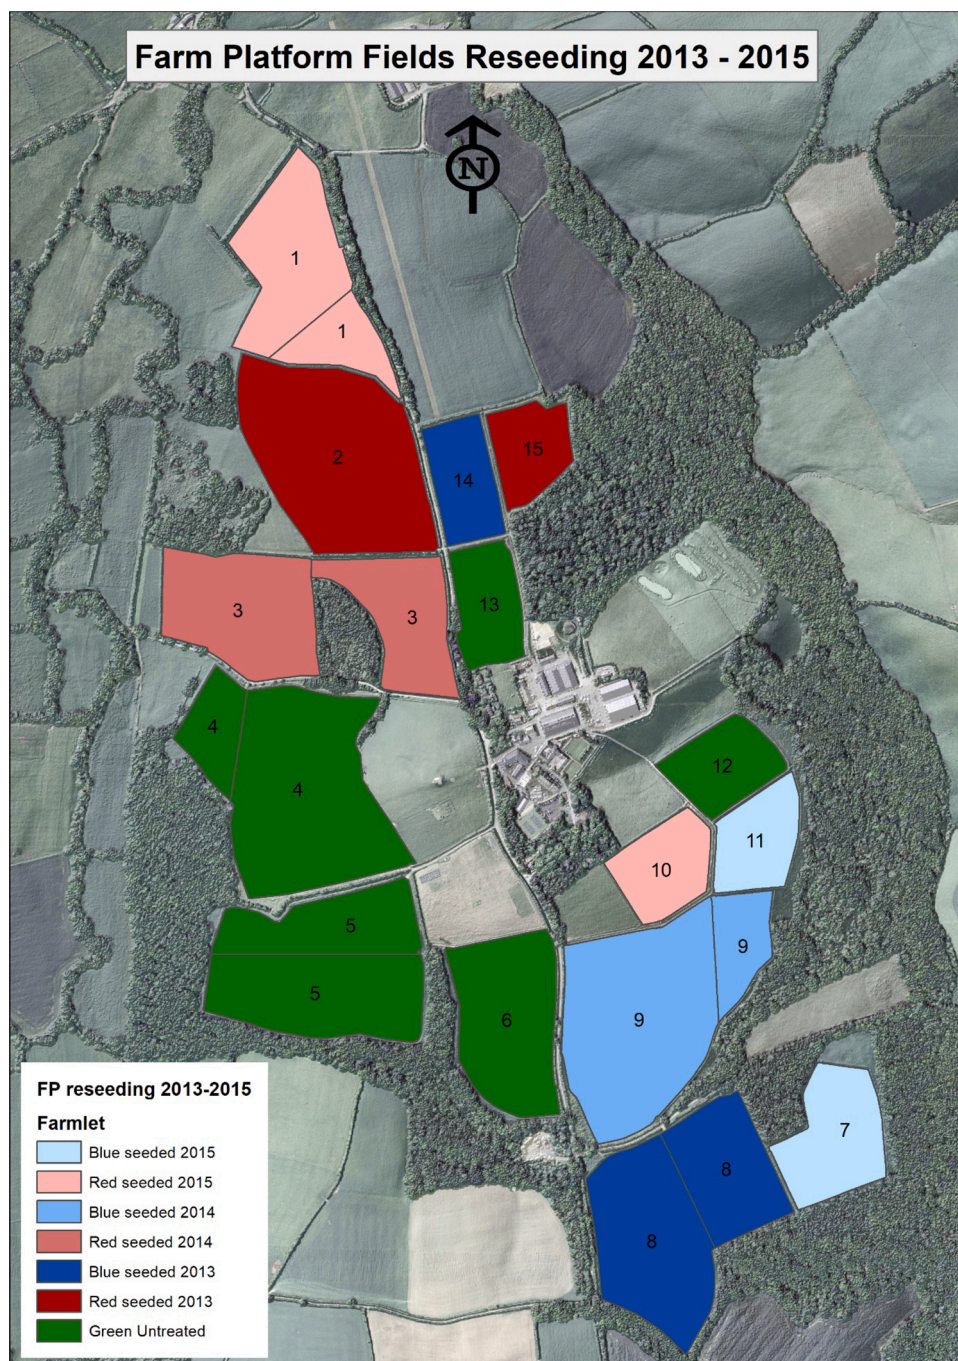 Farm Platform Fields Reseeding 2013 - 2015
N
1
1
2
15
14
13
3
3
4
4
12
11
10
5
9
5
6
9
7
8
8
FP reseeding 2013-2015
Farmlet
Blue seeded 2015
Red seeded 2015
Blue seeded 2014
Red seeded 2014
Blue seeded 2013
Red seeded 2013
Green Untreated